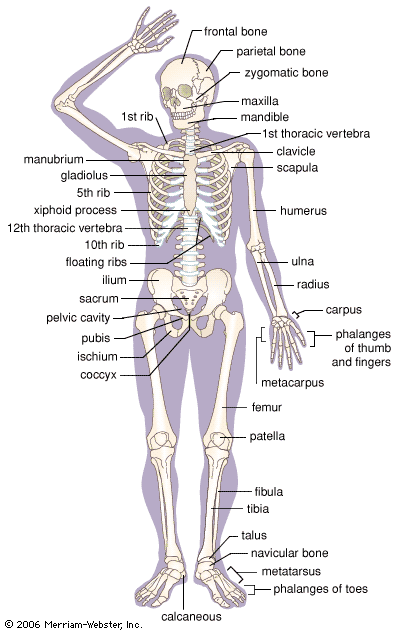 frontal bone
parietal bone
zygomatic bone
maxilla
mandible
1st rib
1st thoracic vertebra
clavicle
manubrium
scapula
gladiolus
5th rib
xiphoid process
humerus
12th thoracic vertebra
10th rib
floating ribs
ulna
ilium
radius
sacrum
carpus
pelvic cavity
phalanges
of thumb
and fingers
pubis
ischium
coccyx
metacarpus
femur
patella
fibula
tibia
talus
navicular bone
metatarsus
phalanges of toes
calcaneous
© 2006 Merriam-Webster, Inc.